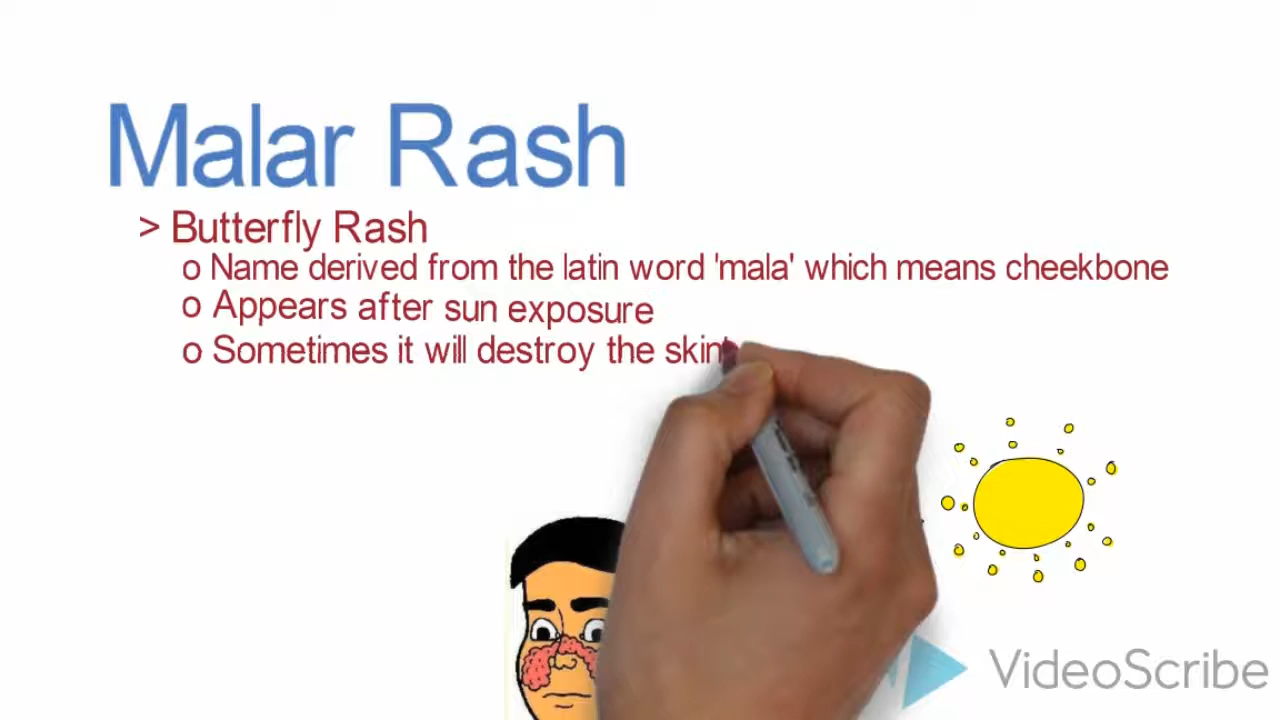 Malar Rash
> Butterfly Rash
o Name derived from the latin word 'mala' which means cheekbone
o Appears after sun exposure
o Sometimes it will destroy the skin
VideoScribe